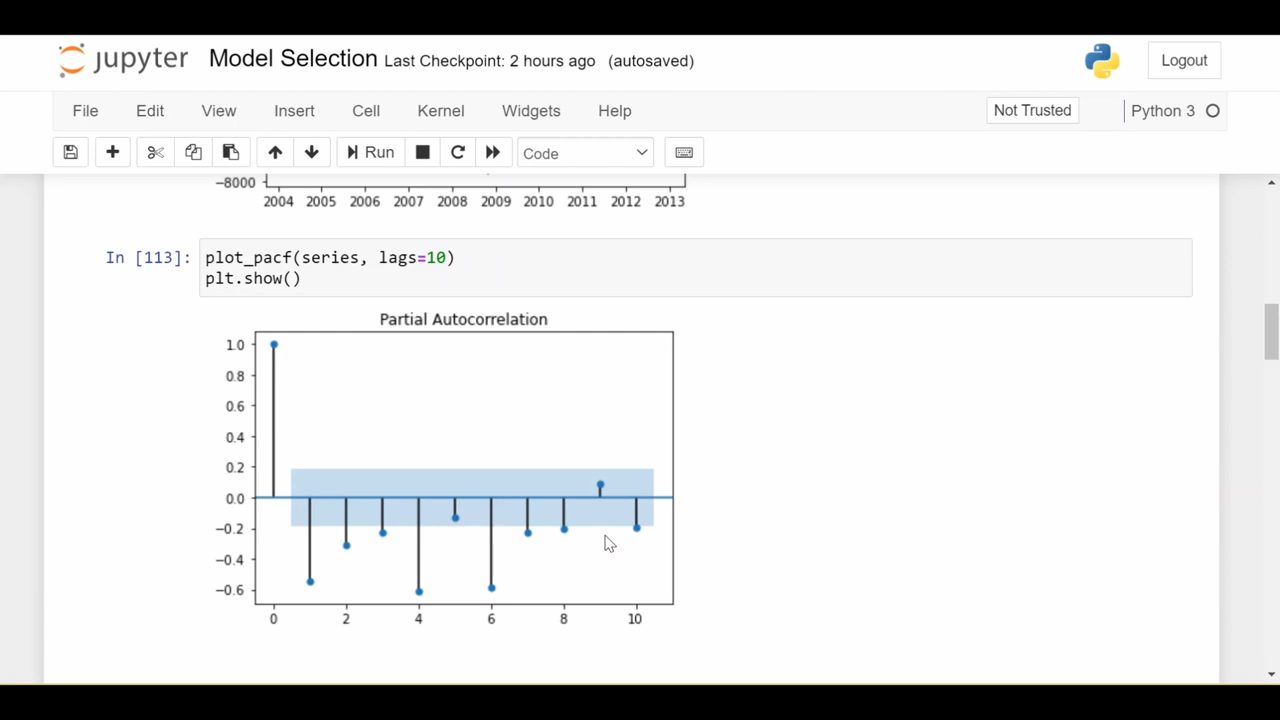 jupyter Model Selection Last Checkpoint: 2 hours ago (autosaved) Logout
File Edit View Insert Cell Kernel Widgets Help Not Trusted Python 3
Run Code
−8000
2004 2005 2006 2007 2008 2009 2010 2011 2012 2013
In [113]: plot_pacf(series, lags=10)
plt.show()
Partial Autocorrelation
1.0
0.8
0.6
0.4
0.2
0.0
−0.2
−0.4
−0.6
0 2 4 6 8 10